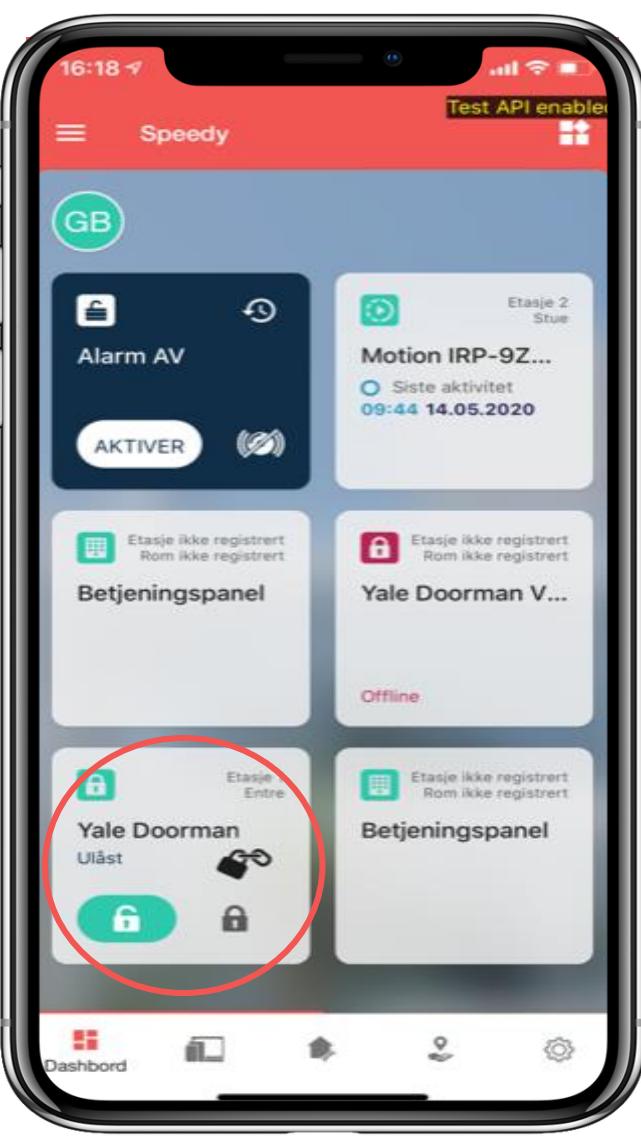 16:18
Test API enable
Speedy
GB
Alarm AV
AKTIVER
Etasje 2
Stue
Motion IRP-9Z...
Siste aktivitet
09:44 14.05.2020
Etasje ikke registrert
Rom ikke registrert
Betjeningspanel
Etasje ikke registrert
Rom ikke registrert
Yale Doorman V...
Offline
Etasje
Entre
Yale Doorman
Ulåst
Etasje ikke registrert
Rom ikke registrert
Betjeningspanel
Dashbord